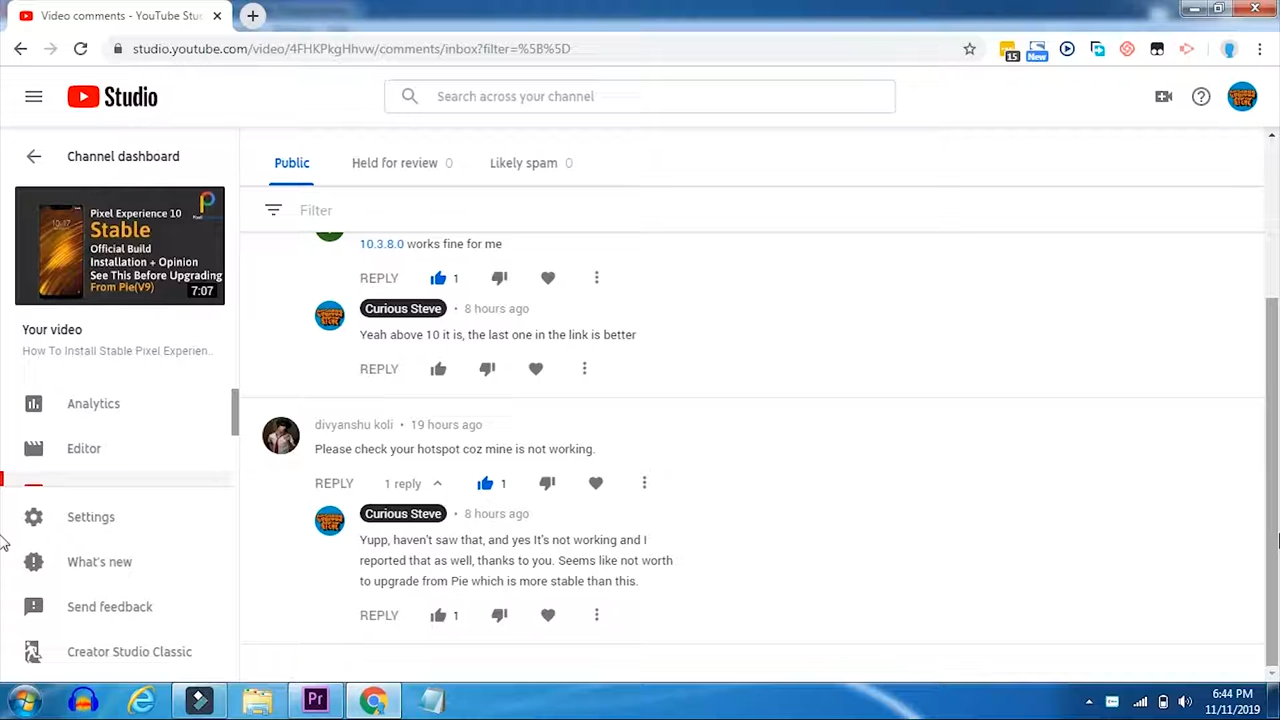 Video comments - YouTube Stu
studio.youtube.com/video/4FHKPkgHhvw/comments/inbox?filter=%5B%5D
15
New
Studio
Search across your channel
Channel dashboard
Public
Held for review 0
Likely spam 0
Filter
Pixel Experience 10
Stable
Official Build
Installation + Opinion
See This Before Upgrading
From Pie(V9)
7:07
Your video
How To Install Stable Pixel Experien...
Analytics
Editor
Settings
What's new
Send feedback
Creator Studio Classic
10.3.8.0 works fine for me
REPLY 1
Curious Steve • 8 hours ago
Yeah above 10 it is, the last one in the link is better
REPLY
divyanshu koli • 19 hours ago
Please check your hotspot coz mine is not working.
REPLY 1 reply 1
Curious Steve • 8 hours ago
Yupp, haven't saw that, and yes It's not working and I
reported that as well, thanks to you. Seems like not worth
to upgrade from Pie which is more stable than this.
REPLY 1
Pr
6:44 PM
11/11/2019